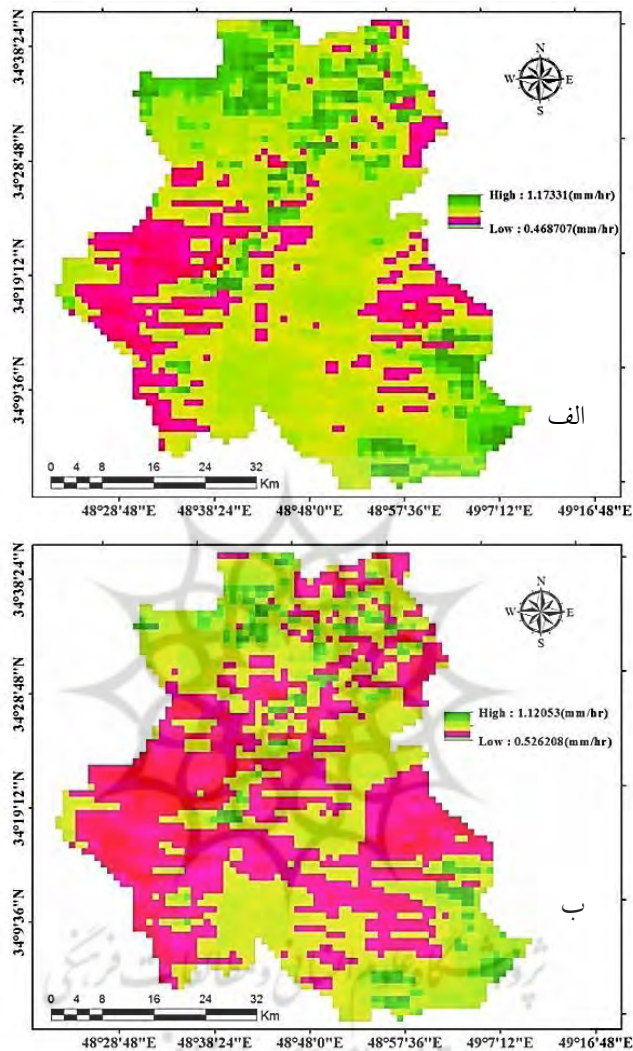 34°38'24"N
34°28'48"N
34°19'12"N
34°9'36"N
N
W E
S
High : 1.17331(mm/hr)
Low : 0.468707(mm/hr)
الف
0 4 8 16 24 32
Km
48°28'48"E 48°38'24"E 48°48'0"E 48°57'36"E 49°7'12"E 49°16'48"E
34°38'24"N
34°28'48"N
34°19'12"N
34°9'36"N
N
W E
S
High : 1.12053(mm/hr)
Low : 0.526208(mm/hr)
ب
پژوهشگاه علوم انسانی و مطالعات فرهنگی
0 4 8 16 24 32
Km
48°28'48"E 48°38'24"E 48°48'0"E 48°57'36"E 49°7'12"E 49°16'48"E